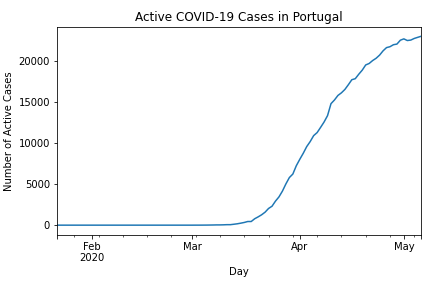 Active COVID-19 Cases in Portugal
Number of Active Cases
20000
15000
10000
5000
0
Feb
2020
Mar
Apr
May
Day